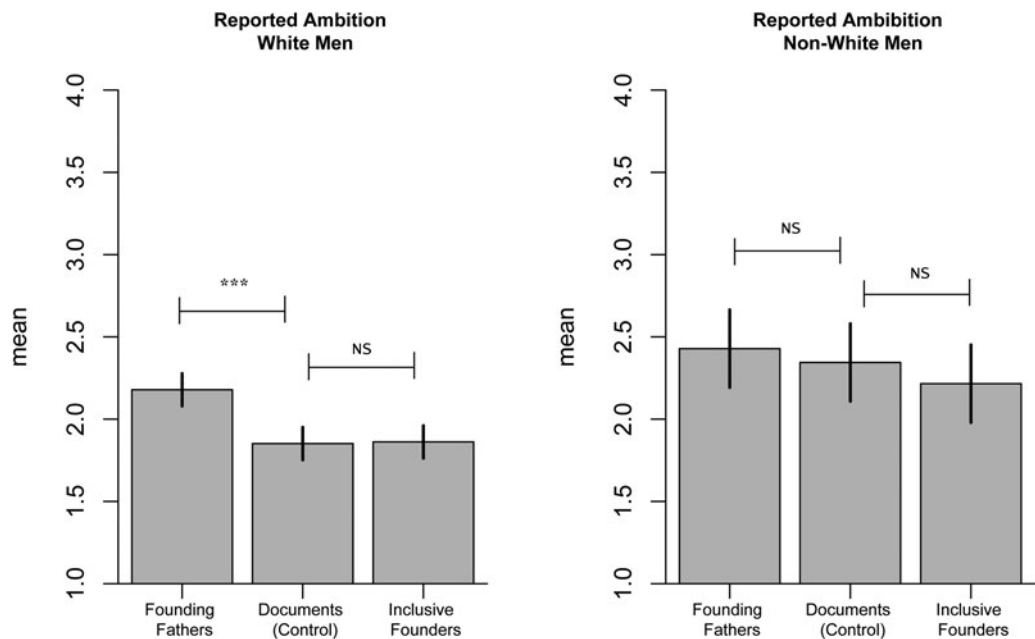 Reported Ambition
White Men
mean
4.0
3.5
3.0
2.5
2.0
1.5
1.0
***
NS
Founding
Fathers
Documents
(Control)
Inclusive
Founders
Reported Ambibition
Non-White Men
mean
4.0
3.5
3.0
2.5
2.0
1.5
1.0
NS
NS
Founding
Fathers
Documents
(Control)
Inclusive
Founders